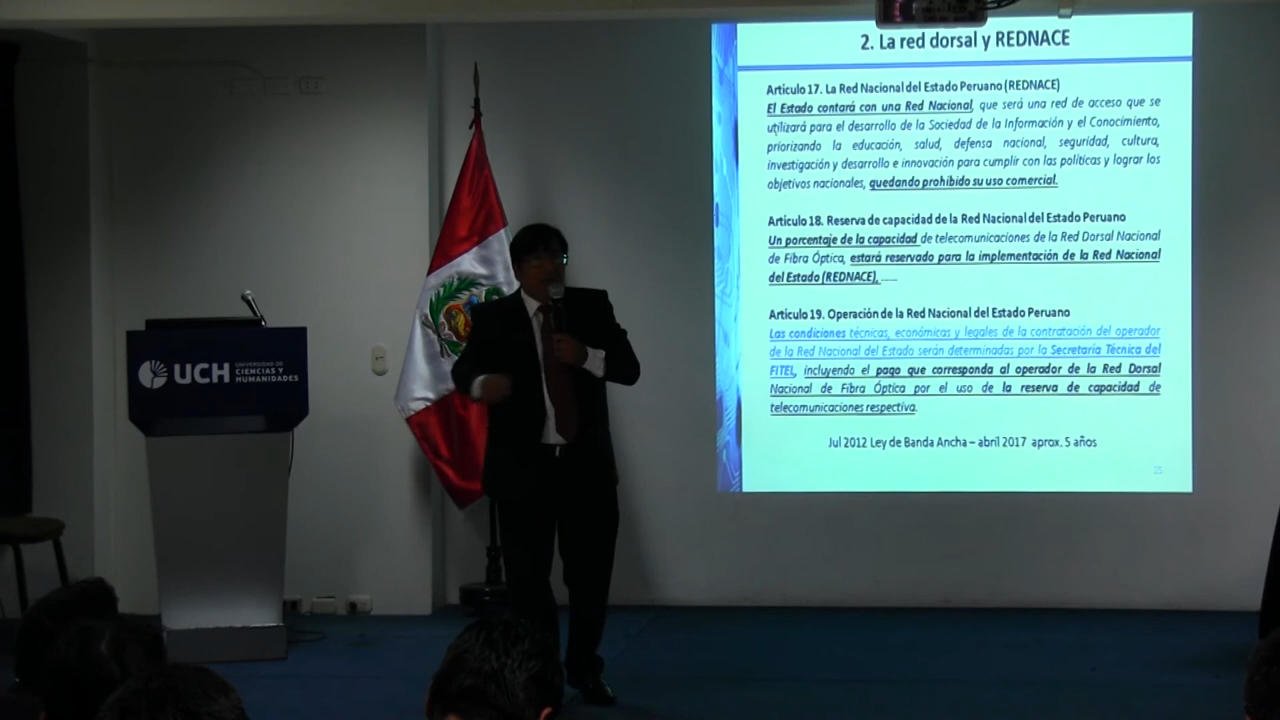 2. La red dorsal y REDNACE
Artículo 17. La Red Nacional del Estado Peruano (REDNACE)
El Estado contará con una Red Nacional, que será una red de acceso que se
utilizará para el desarrollo de la Sociedad de la Información y el Conocimiento,
priorizando la educación, salud, defensa nacional, seguridad, cultura,
investigación y desarrollo e innovación para cumplir con las políticas y lograr los
objetivos nacionales, quedando prohibido su uso comercial.
Artículo 18. Reserva de capacidad de la Red Nacional del Estado Peruano
Un porcentaje de la capacidad de telecomunicaciones de la Red Dorsal Nacional
de Fibra Óptica, estará reservado para la implementación de la Red Nacional
del Estado (REDNACE), ......
Artículo 19. Operación de la Red Nacional del Estado Peruano
Las condiciones técnicas, económicas y legales de la contratación del operador
de la Red Nacional del Estado serán determinadas por la Secretaria Técnica del
FITEL, incluyendo el pago que corresponda al operador de la Red Dorsal
Nacional de Fibra Óptica por el uso de la reserva de capacidad de
telecomunicaciones respectiva.
Jul 2012 Ley de Banda Ancha – abril 2017 aprox. 5 años
25
UCH
UNIVERSIDAD DE
CIENCIAS Y
HUMANIDADES